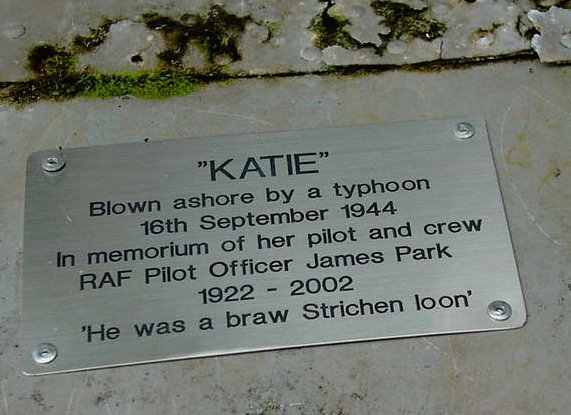 "KATIE"
Blown ashore by a typhoon
16th September 1944
In memorium of her pilot and crew
RAF Pilot Officer James Park
1922 - 2002
'He was a braw Strichen loon'